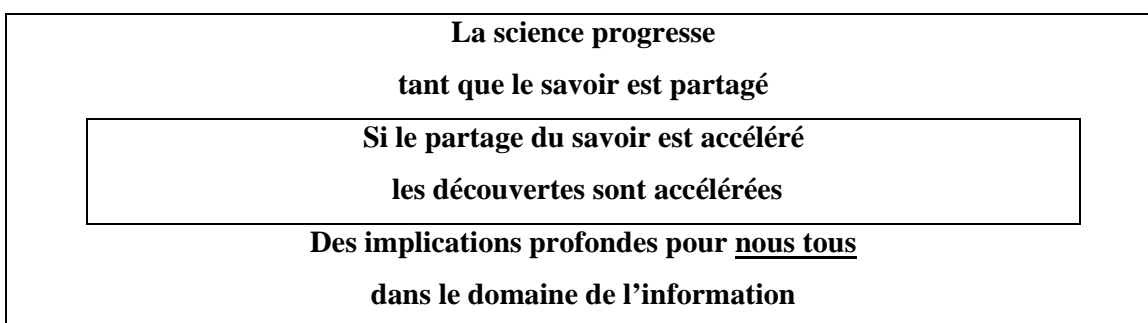 La science progresse
tant que le savoir est partagé
Si le partage du savoir est accéléré
les découvertes sont accélérées
Des implications profondes pour nous tous
dans le domaine de l’information